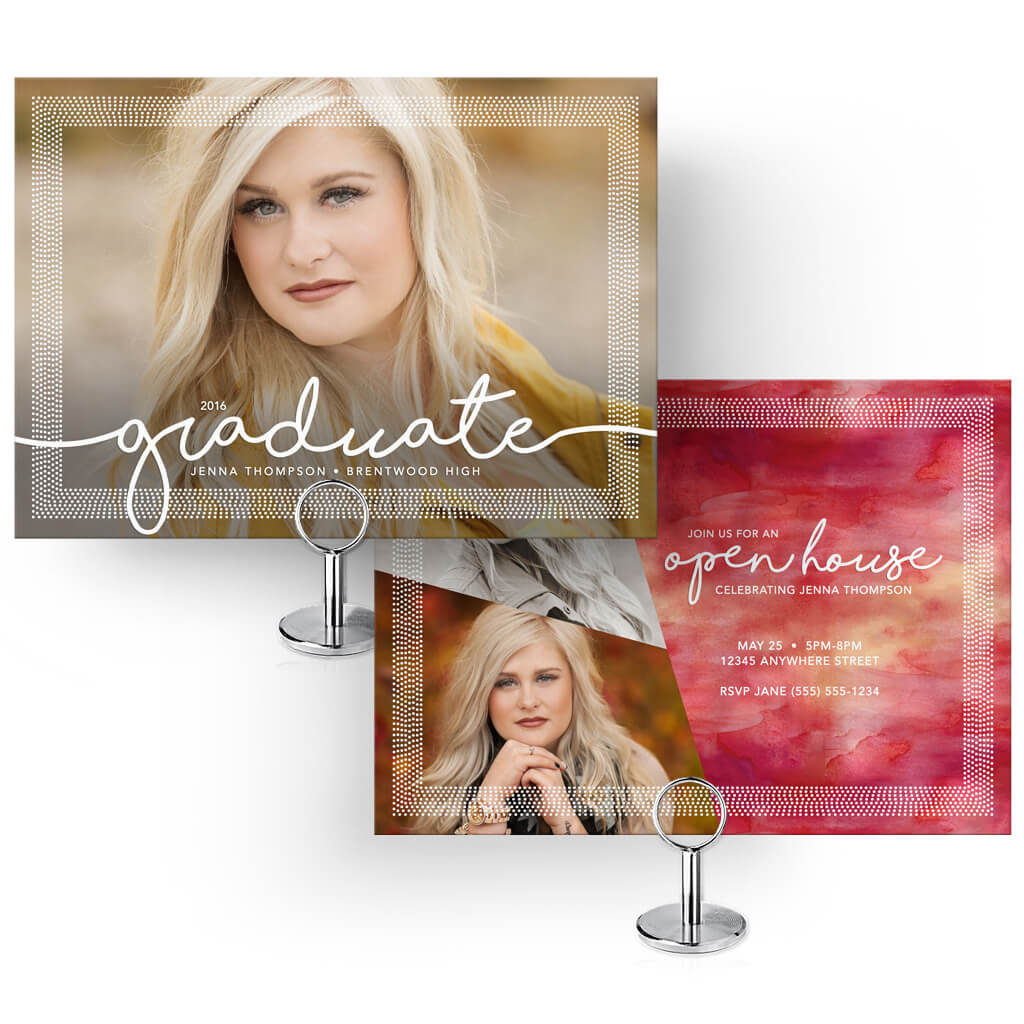 2016
graduate
JENNA THOMPSON • BRENTWOOD HIGH
JOIN US FOR AN
open house
CELEBRATING JENNA THOMPSON
MAY 25 • 5PM-8PM
12345 ANYWHERE STREET
RSVP JANE (555) 555-1234